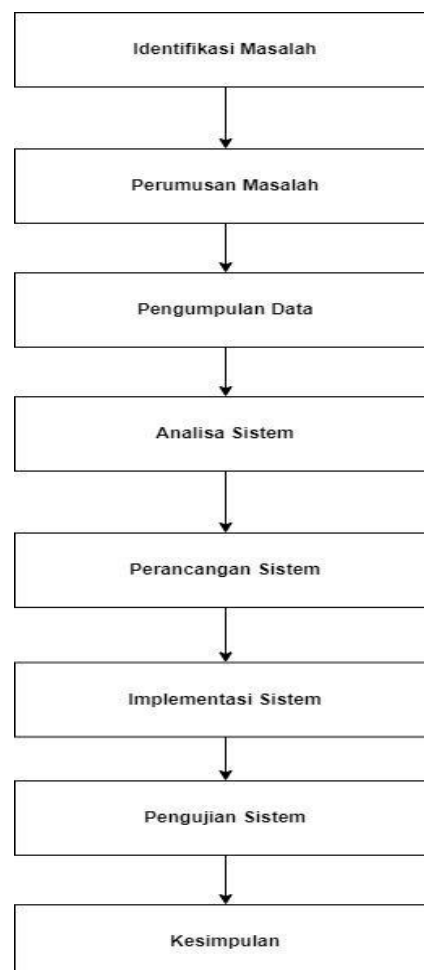 Identifikasi Masalah
Perumusan Masalah
Pengumpulan Data
Analisa Sistem
Perancangan Sistem
Implementasi Sistem
Pengujian Sistem
Kesimpulan